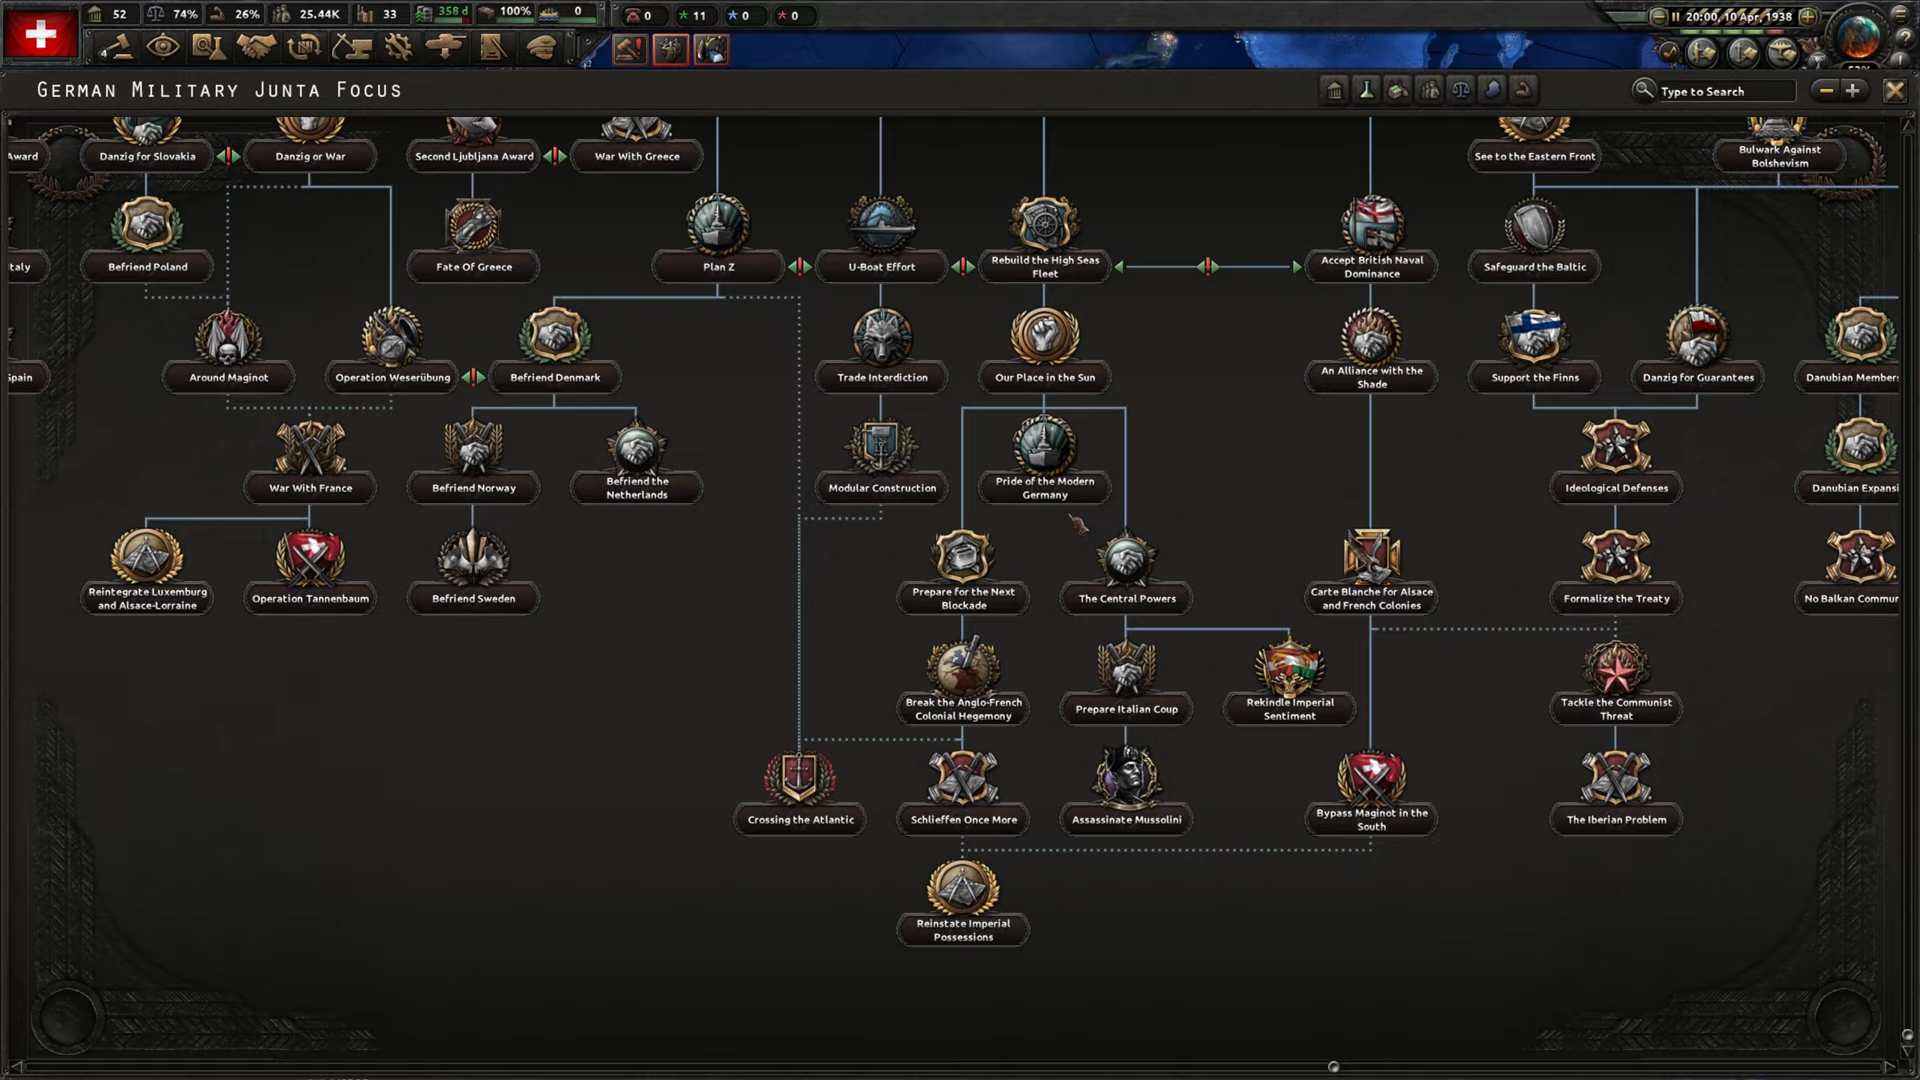 52
74%
26%
25.44K
33
358 d
100%
0
0
11
0
0
20:00, 10 Apr, 1938
4
GERMAN MILITARY JUNTA FOCUS
Type to Search
Award
Danzig for Slovakia
Danzig or War
Second Ljubljana Award
War With Greece
See to the Eastern Front
Bulwark Against
Bolshevism
taly
Befriend Poland
Fate Of Greece
Plan Z
U-Boat Effort
Rebuild the High Seas
Fleet
Accept British Naval
Dominance
Safeguard the Baltic
Spain
Around Maginot
Operation Weserübung
Befriend Denmark
Trade Interdiction
Our Place in the Sun
An Alliance with the
Shade
Support the Finns
Danzig for Guarantees
Danubian Members
War With France
Befriend Norway
Befriend the
Netherlands
Modular Construction
Pride of the Modern
Germany
Ideological Defenses
Danubian Expansi
Reintegrate Luxemburg
and Alsace-Lorraine
Operation Tannenbaum
Befriend Sweden
Prepare for the Next
Blockade
The Central Powers
Carte Blanche for Alsace
and French Colonies
Formalize the Treaty
No Balkan Commun
Break the Anglo-French
Colonial Hegemony
Prepare Italian Coup
Rekindle Imperial
Sentiment
Tackle the Communist
Threat
Crossing the Atlantic
Schlieffen Once More
Assassinate Mussolini
Bypass Maginot in the
South
The Iberian Problem
Reinstate Imperial
Possessions